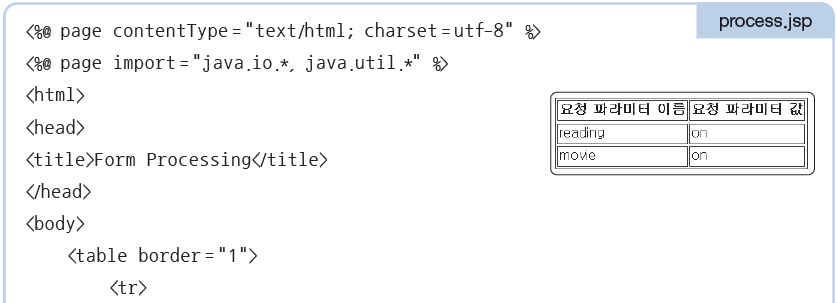 process.jsp
<%@ page contentType="text/html; charset=utf-8" %>
<%@ page import="java.io.*, java.util.*" %>
<html>
<head>
<title>Form Processing</title>
</head>
<body>
<table border="1">
<tr>
요청 파라미터 이름 요청 파라미터 값
reading on
movie on